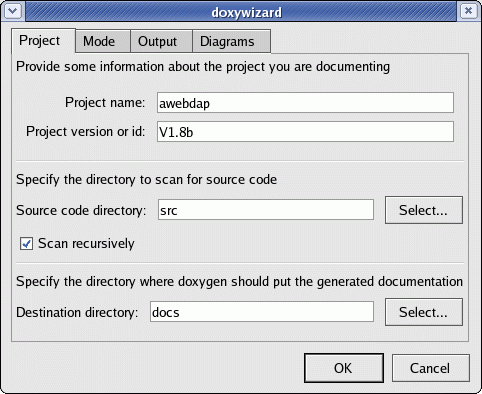 doxywizard
Project Mode Output Diagrams
Provide some information about the project you are documenting
Project name: awebdap
Project version or id: V1.8b
Specify the directory to scan for source code
Source code directory: src Select...
Scan recursively
Specify the directory where doxygen should put the generated documentation
Destination directory: docs Select...
OK Cancel